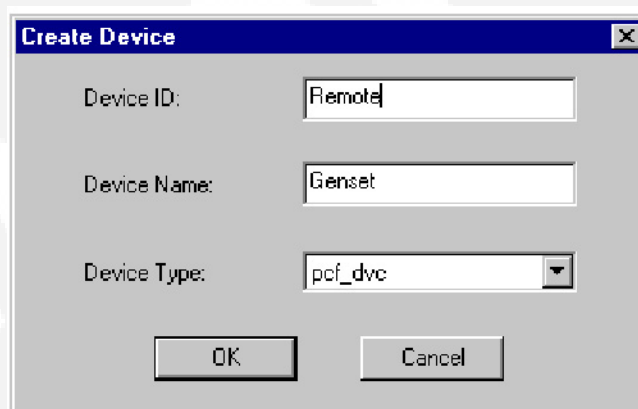 Create Device
Device ID: Remote
Device Name: Genset
Device Type: pcf_dvc
OK Cancel